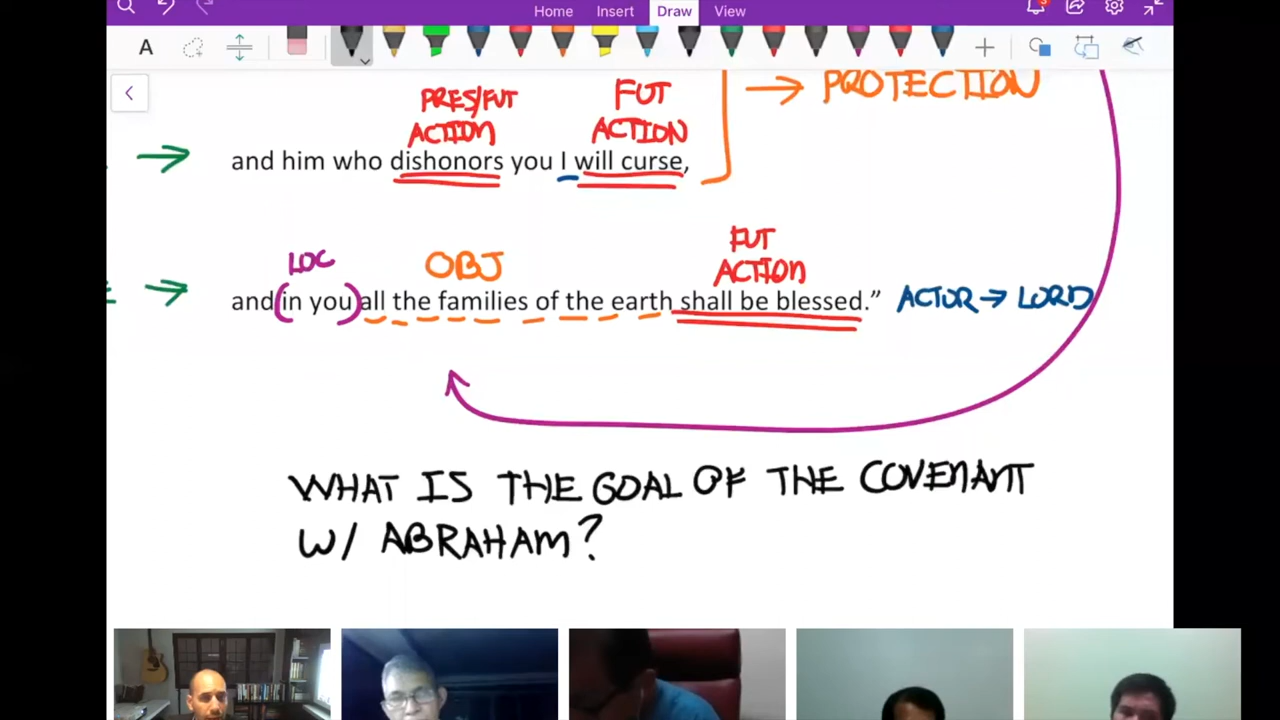 Home Insert Draw View
3
A
PROTECTION
PRES/FUT FUT
ACTION ACTION
and him who dishonors you I will curse,
FUT
LOC OBJ ACTION
and (in you) all the families of the earth shall be blessed.” ACTOR → LORD
WHAT IS THE GOAL OF THE COVENANT
W/ ABRAHAM?